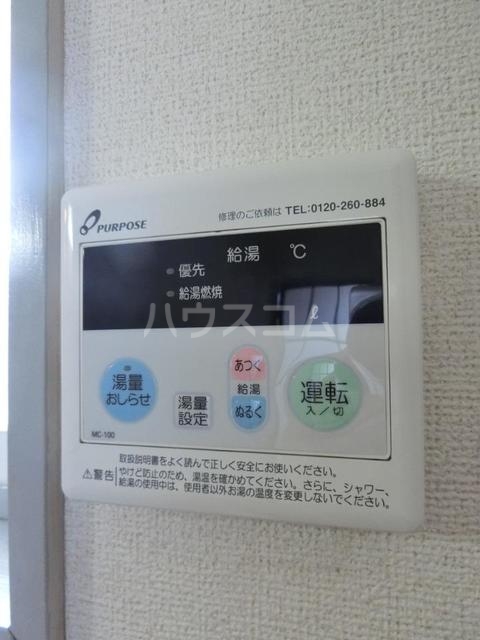 PURPOSE
修理のご依頼は TEL:0120-260-884
給湯 ℃
優先
給湯燃焼
ℓ
ハウスコム
湯量
おしらせ
湯量
設定
あつく
給湯
ぬるく
運転
入/切
MC-100
取扱説明書をよく読んで正しく安全にお使いください。
⚠警告
やけど防止のため、湯温を確かめてください。さらに、シャワー、
給湯の使用中は、使用者以外お湯の温度を変更しないでください。